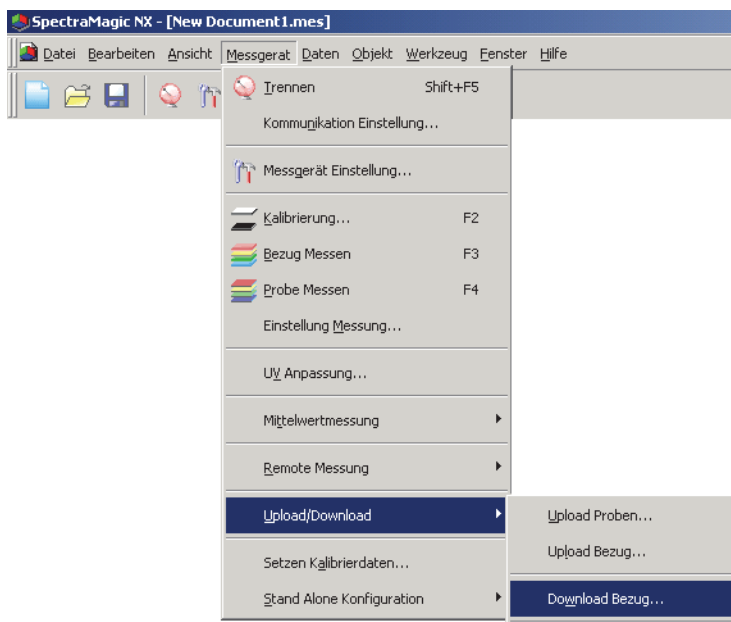 SpectraMagic NX - [New Document1.mes]
Datei Bearbeiten Ansicht Messgerat Daten Objekt Werkzeug Fenster Hilfe
Trennen Shift+F5
Kommunikation Einstellung...
Messgerät Einstellung...
Kalibrierung... F2
Bezug Messen F3
Probe Messen F4
Einstellung Messung...
UV Anpassung...
Mittelwertmessung
Remote Messung
Upload/Download
Upload Proben...
Upload Bezug...
Setzen Kalibrierdaten...
Stand Alone Konfiguration
Download Bezug...